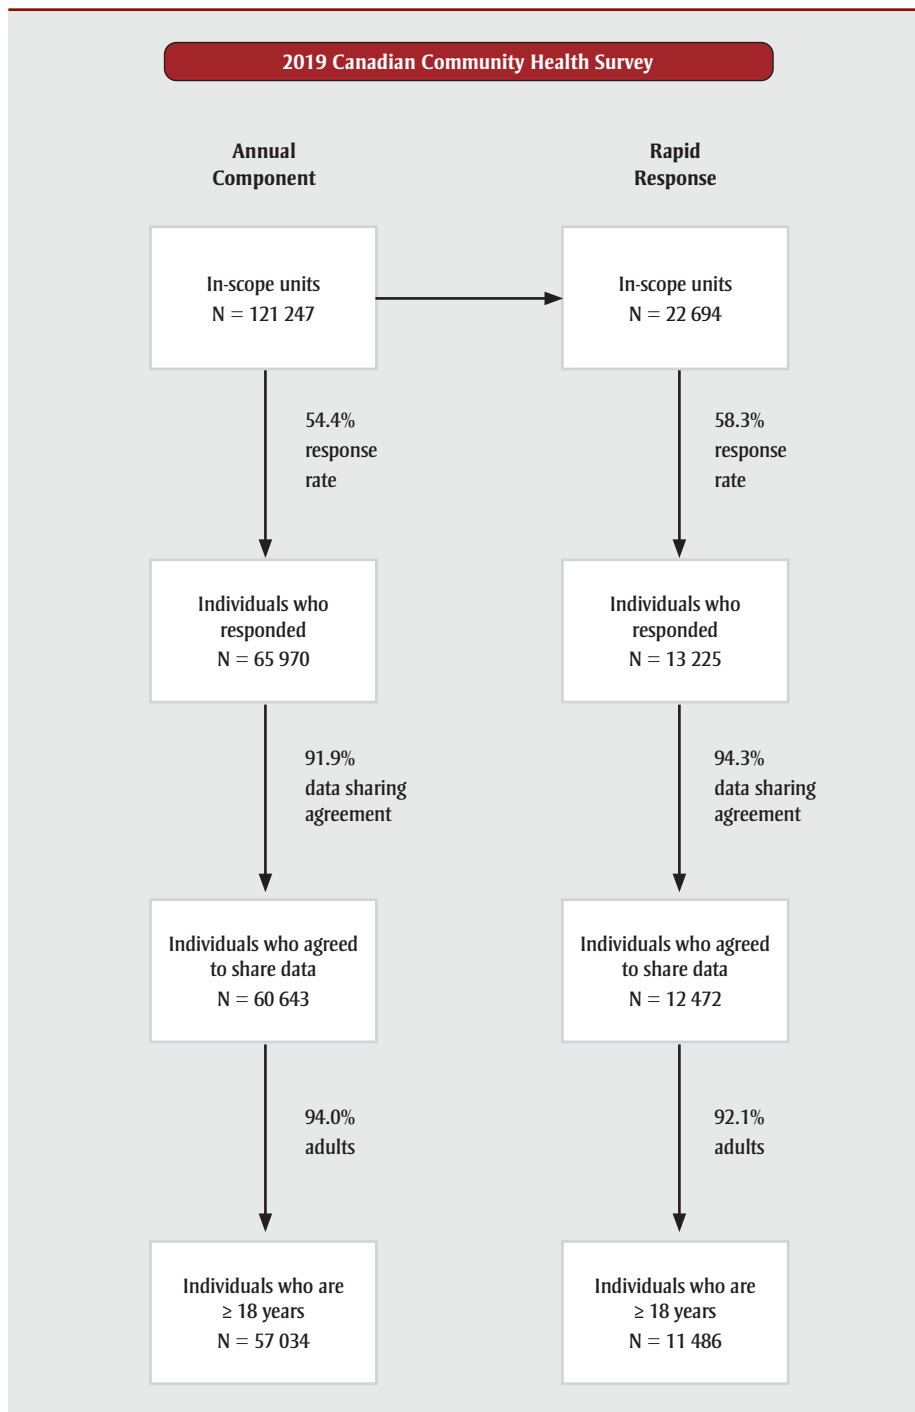 2019 Canadian Community Health Survey
Annual
Component
Rapid
Response
In-scope units
N = 121 247
In-scope units
N = 22 694
54.4%
response
rate
58.3%
response
rate
Individuals who
responded
N = 65 970
Individuals who
responded
N = 13 225
91.9%
data sharing
agreement
94.3%
data sharing
agreement
Individuals who agreed
to share data
N = 60 643
Individuals who agreed
to share data
N = 12 472
94.0%
adults
92.1%
adults
Individuals who are
≥ 18 years
N = 57 034
Individuals who are
≥ 18 years
N = 11 486